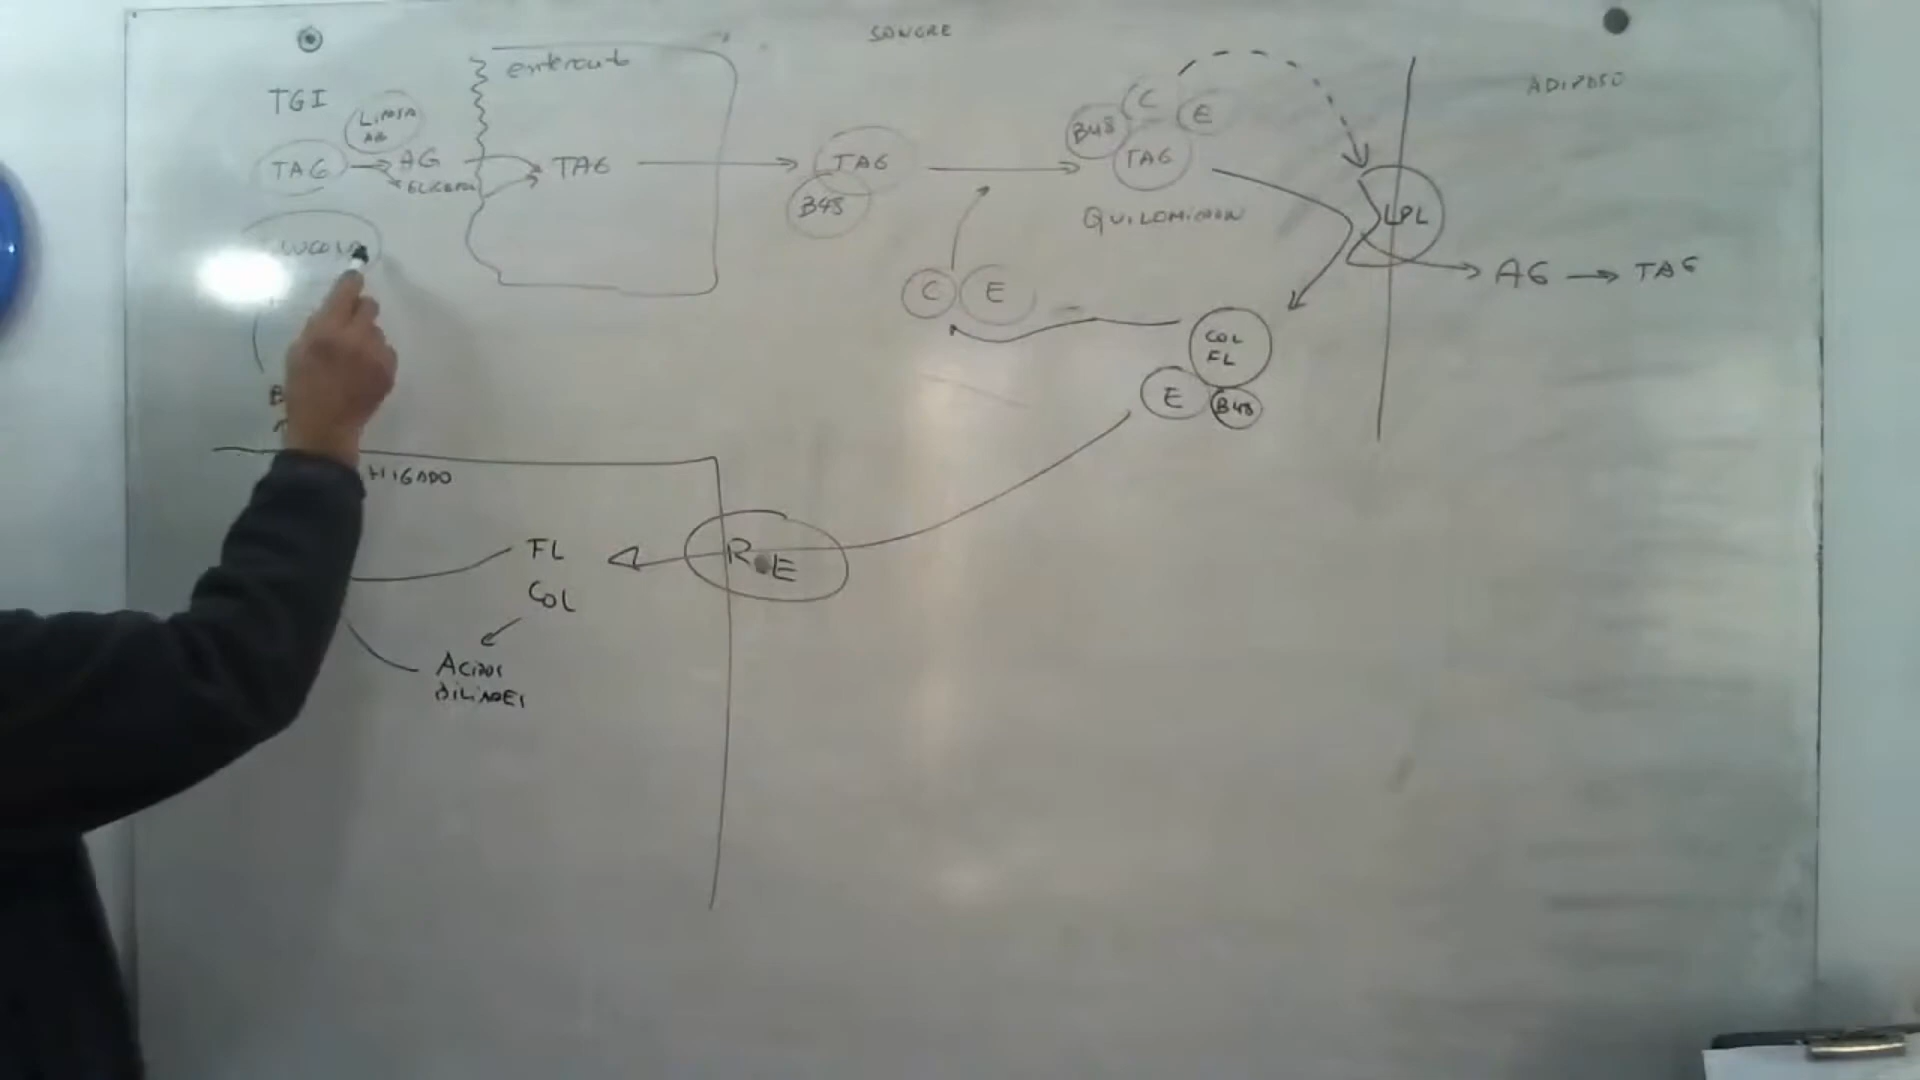 SANGRE
TGI
enterocito
ADIPOSO
LIPASA
AG
TAG
AG
GLICEROL
TAG
TAG
B48
B48
C
E
TAG
QUILOMICRON
LPL
AG
TAG
C
E
COL
FL
E
B48
HIGADO
R E
FL
COL
ACIDOS
BILIARES